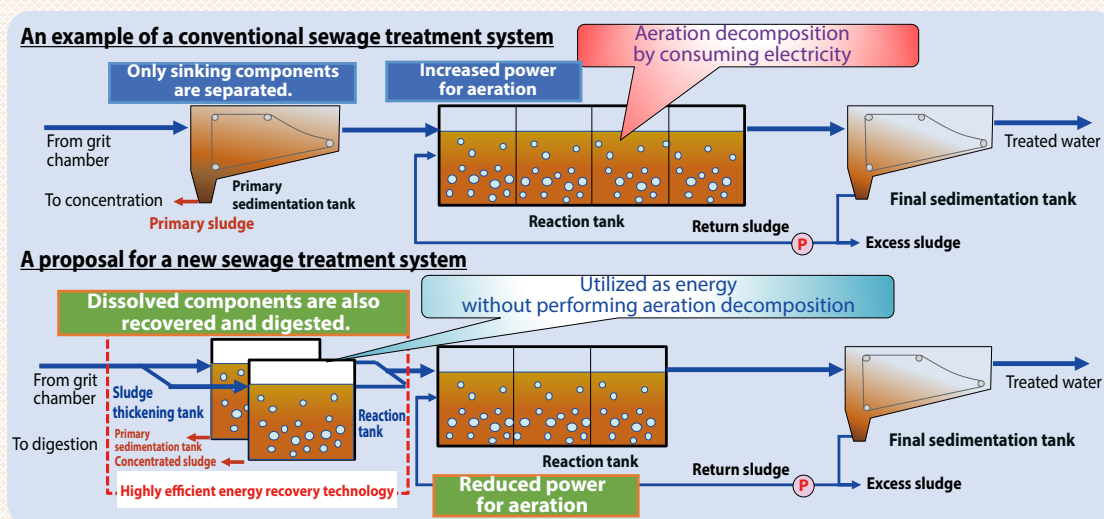 An example of a conventional sewage treatment system
Aeration decomposition
by consuming electricity
Only sinking components
are separated.
Increased power
for aeration
From grit
chamber
To concentration
Primary sludge
Primary
sedimentation tank
Reaction tank
Return sludge
P
Excess sludge
Final sedimentation tank
Treated water
A proposal for a new sewage treatment system
Utilized as energy
without performing aeration decomposition
Dissolved components are also
recovered and digested.
From grit
chamber
To digestion
Sludge
thickening tank
Primary
sedimentation tank
Concentrated sludge
Reaction
tank
Highly efficient energy recovery technology
Reaction tank
Reduced power
for aeration
Return sludge
P
Excess sludge
Final sedimentation tank
Treated water